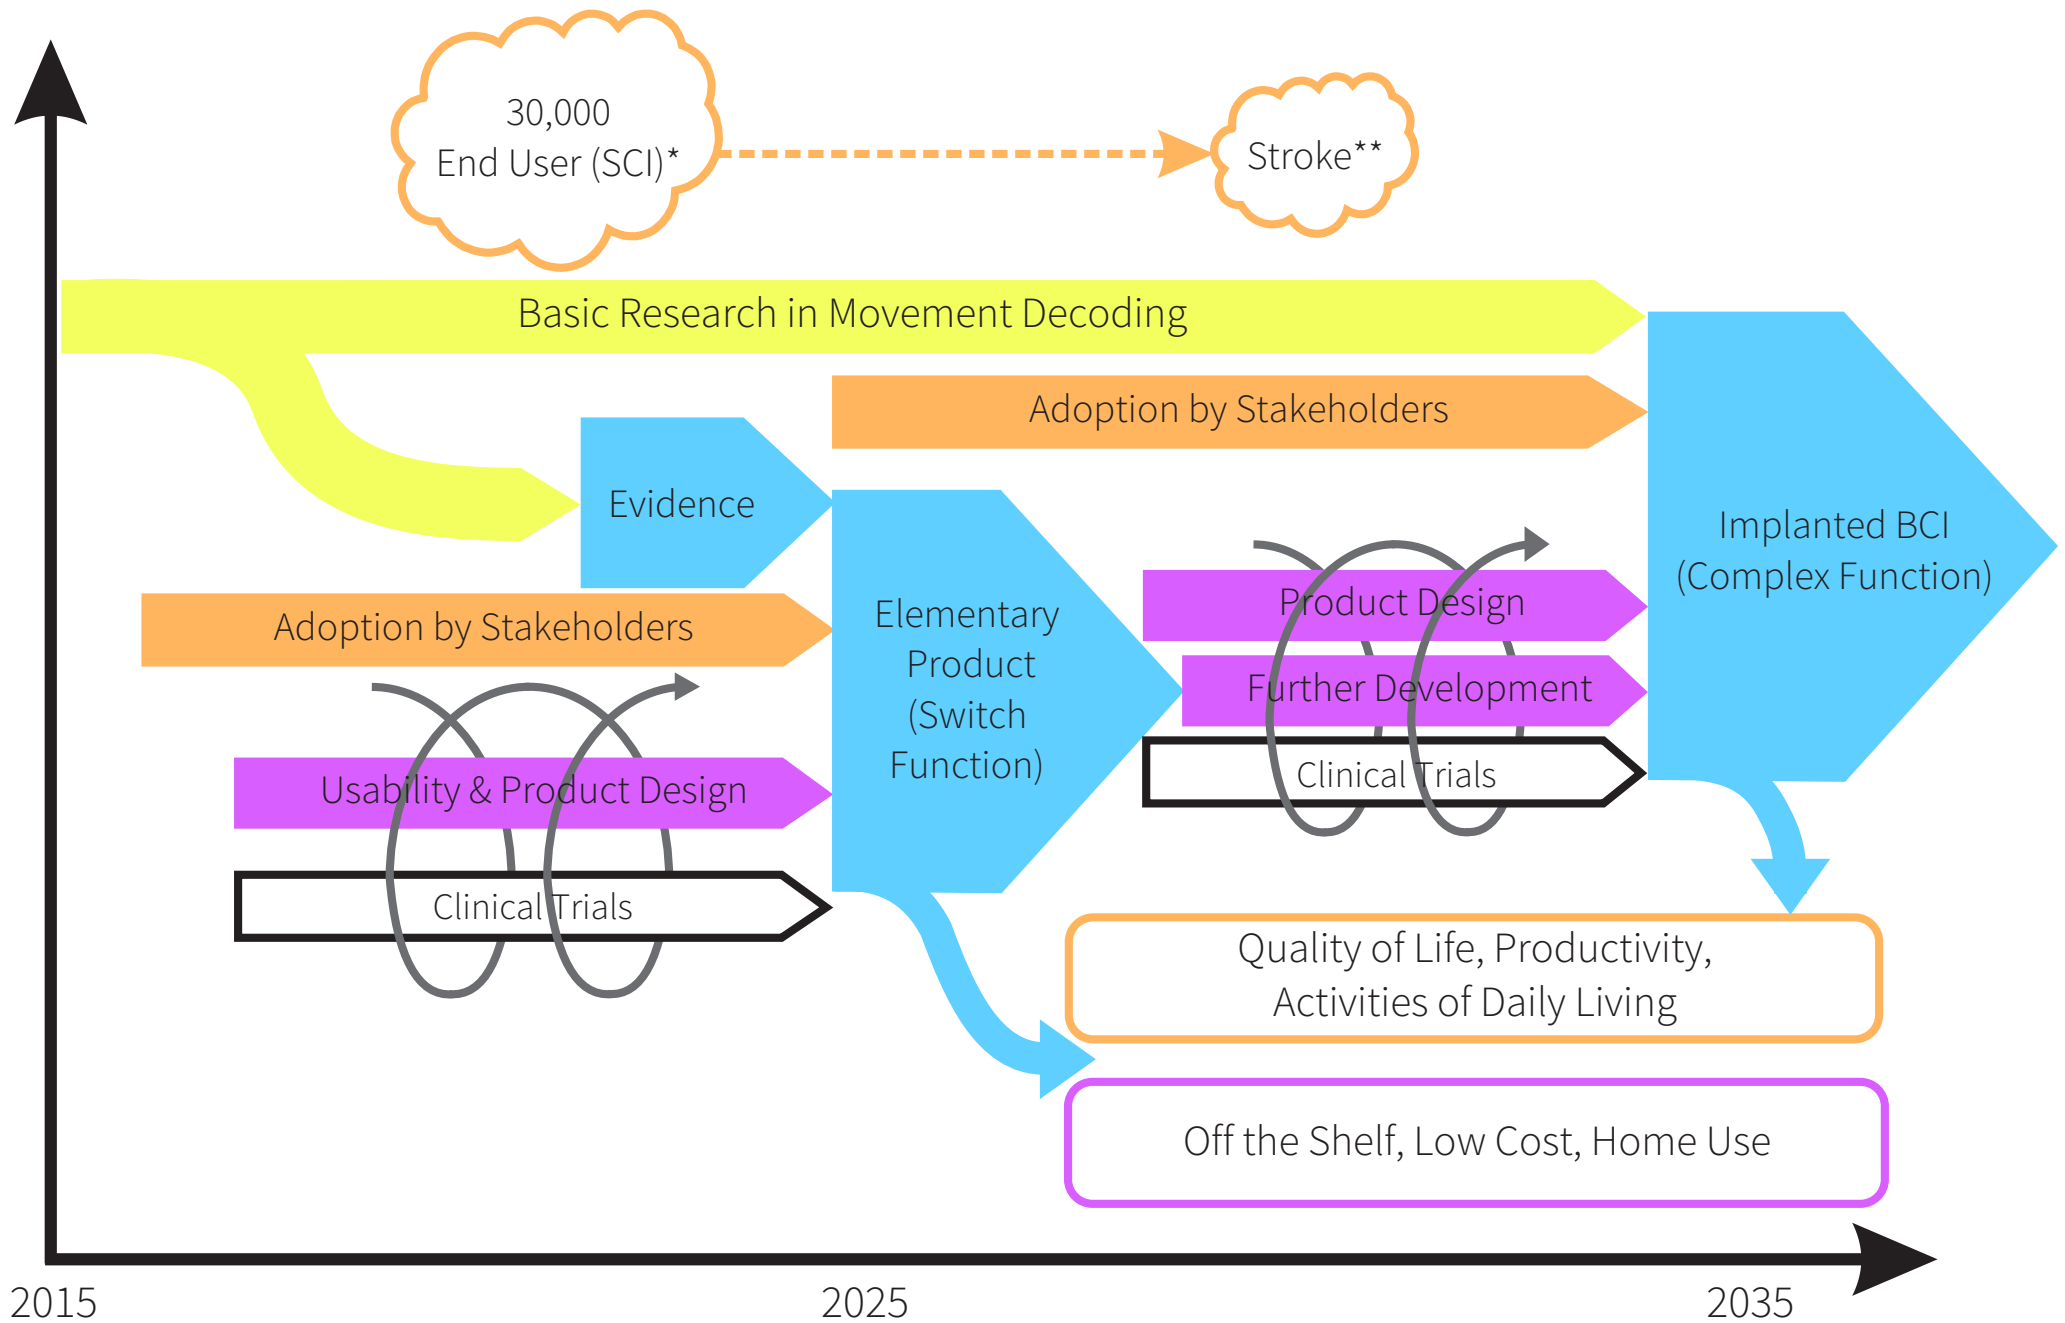 30,000
End User (SCI)*
Stroke**
Basic Research in Movement Decoding
Adoption by Stakeholders
Evidence
Implanted BCI
(Complex Function)
Elementary
Product
(Switch
Function)
Adoption by Stakeholders
Product Design
Further Development
Clinical Trials
Usability & Product Design
Clinical Trials
Quality of Life, Productivity,
Activities of Daily Living
Off the Shelf, Low Cost, Home Use
2015
2025
2035